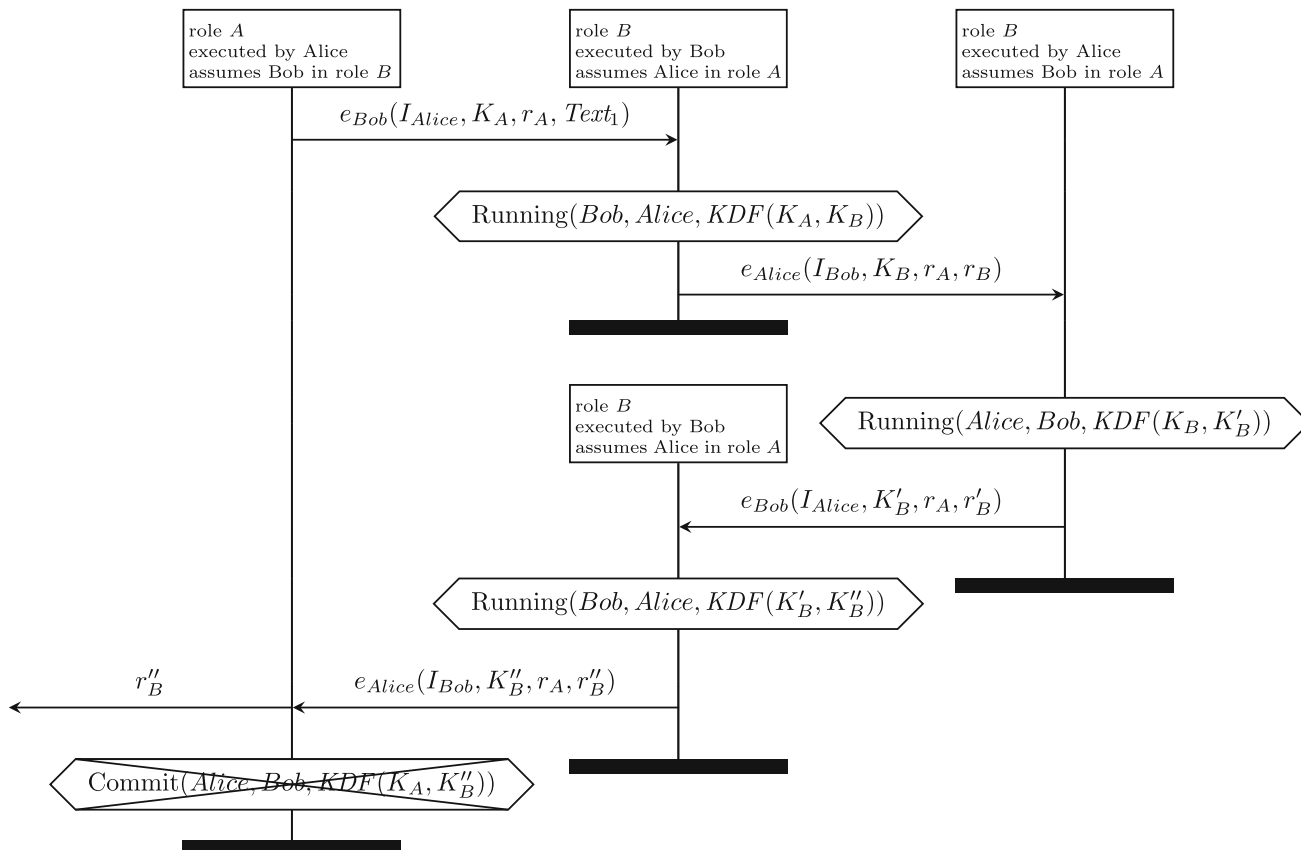 role A
executed by Alice
assumes Bob in role B
role B
executed by Bob
assumes Alice in role A
role B
executed by Alice
assumes Bob in role A
e_Bob(I_Alice, K_A, r_A, Text_1)
Running(Bob, Alice, KDF(K_A, K_B))
e_Alice(I_Bob, K_B, r_A, r_B)
role B
executed by Bob
assumes Alice in role A
Running(Alice, Bob, KDF(K_B, K'_B))
e_Bob(I_Alice, K'_B, r_A, r'_B)
Running(Bob, Alice, KDF(K'_B, K''_B))
r''_B
e_Alice(I_Bob, K''_B, r_A, r''_B)
Commit(Alice, Bob, KDF(K_A, K''_B))